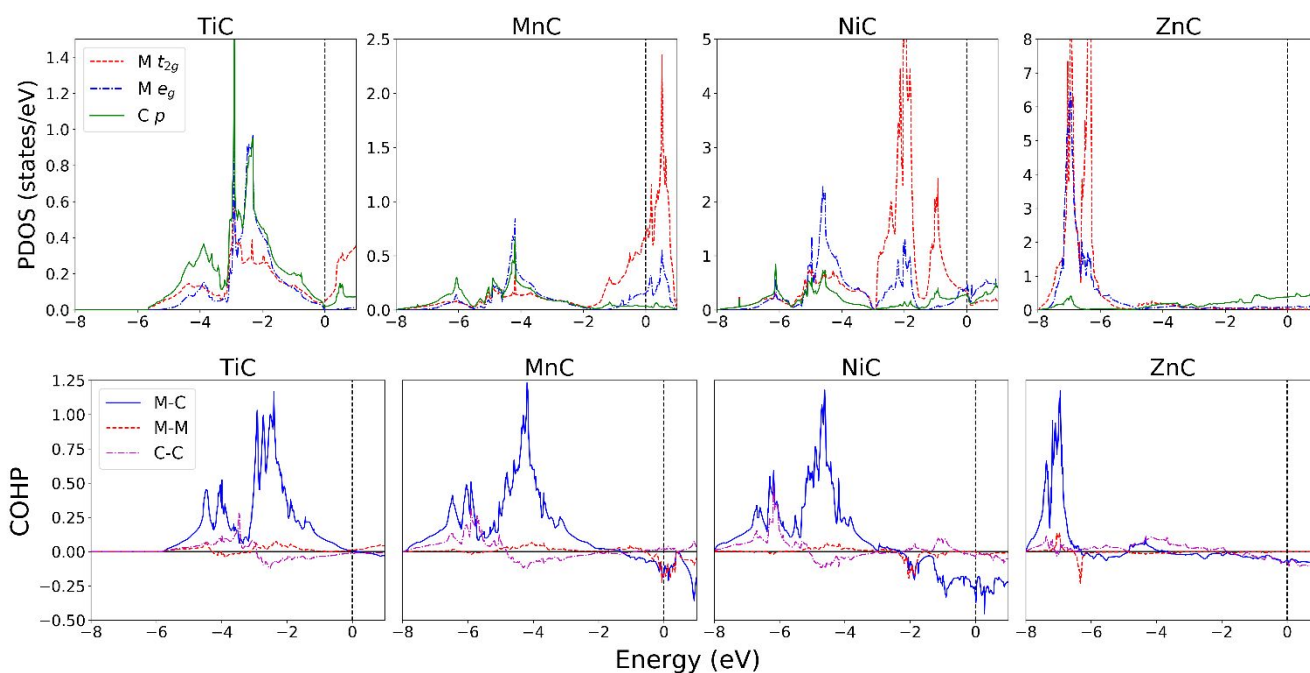 TiC MnC NiC ZnC
PDOS (states/eV)
M t2g
M eg
C p
1.4
1.2
1.0
0.8
0.6
0.4
0.2
0.0
2.5
2.0
1.5
1.0
0.5
0.0
5
4
3
2
1
0
8
7
6
5
4
3
2
1
0
−6 −4 −2 0
−8 −6 −4 −2 0
−8 −6 −4 −2 0
−8 −6 −4 −2 0
TiC MnC NiC ZnC
COHP
M-C
M-M
C-C
1.25
1.00
0.75
0.50
0.25
0.00
−0.25
−0.50
−8 −6 −4 −2 0
−8 −6 −4 −2 0
−8 −6 −4 −2 0
−8 −6 −4 −2 0
Energy (eV)